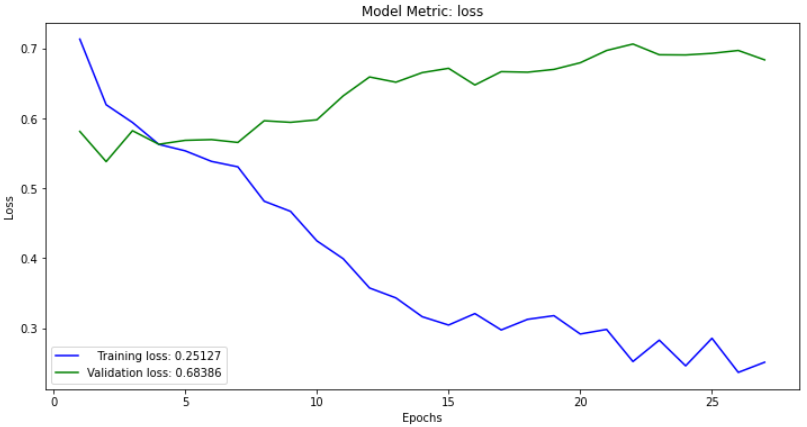 Model Metric: loss
0.7
0.6
0.5
0.4
0.3
Loss
Training loss: 0.25127
Validation loss: 0.68386
0 5 10 15 20 25
Epochs